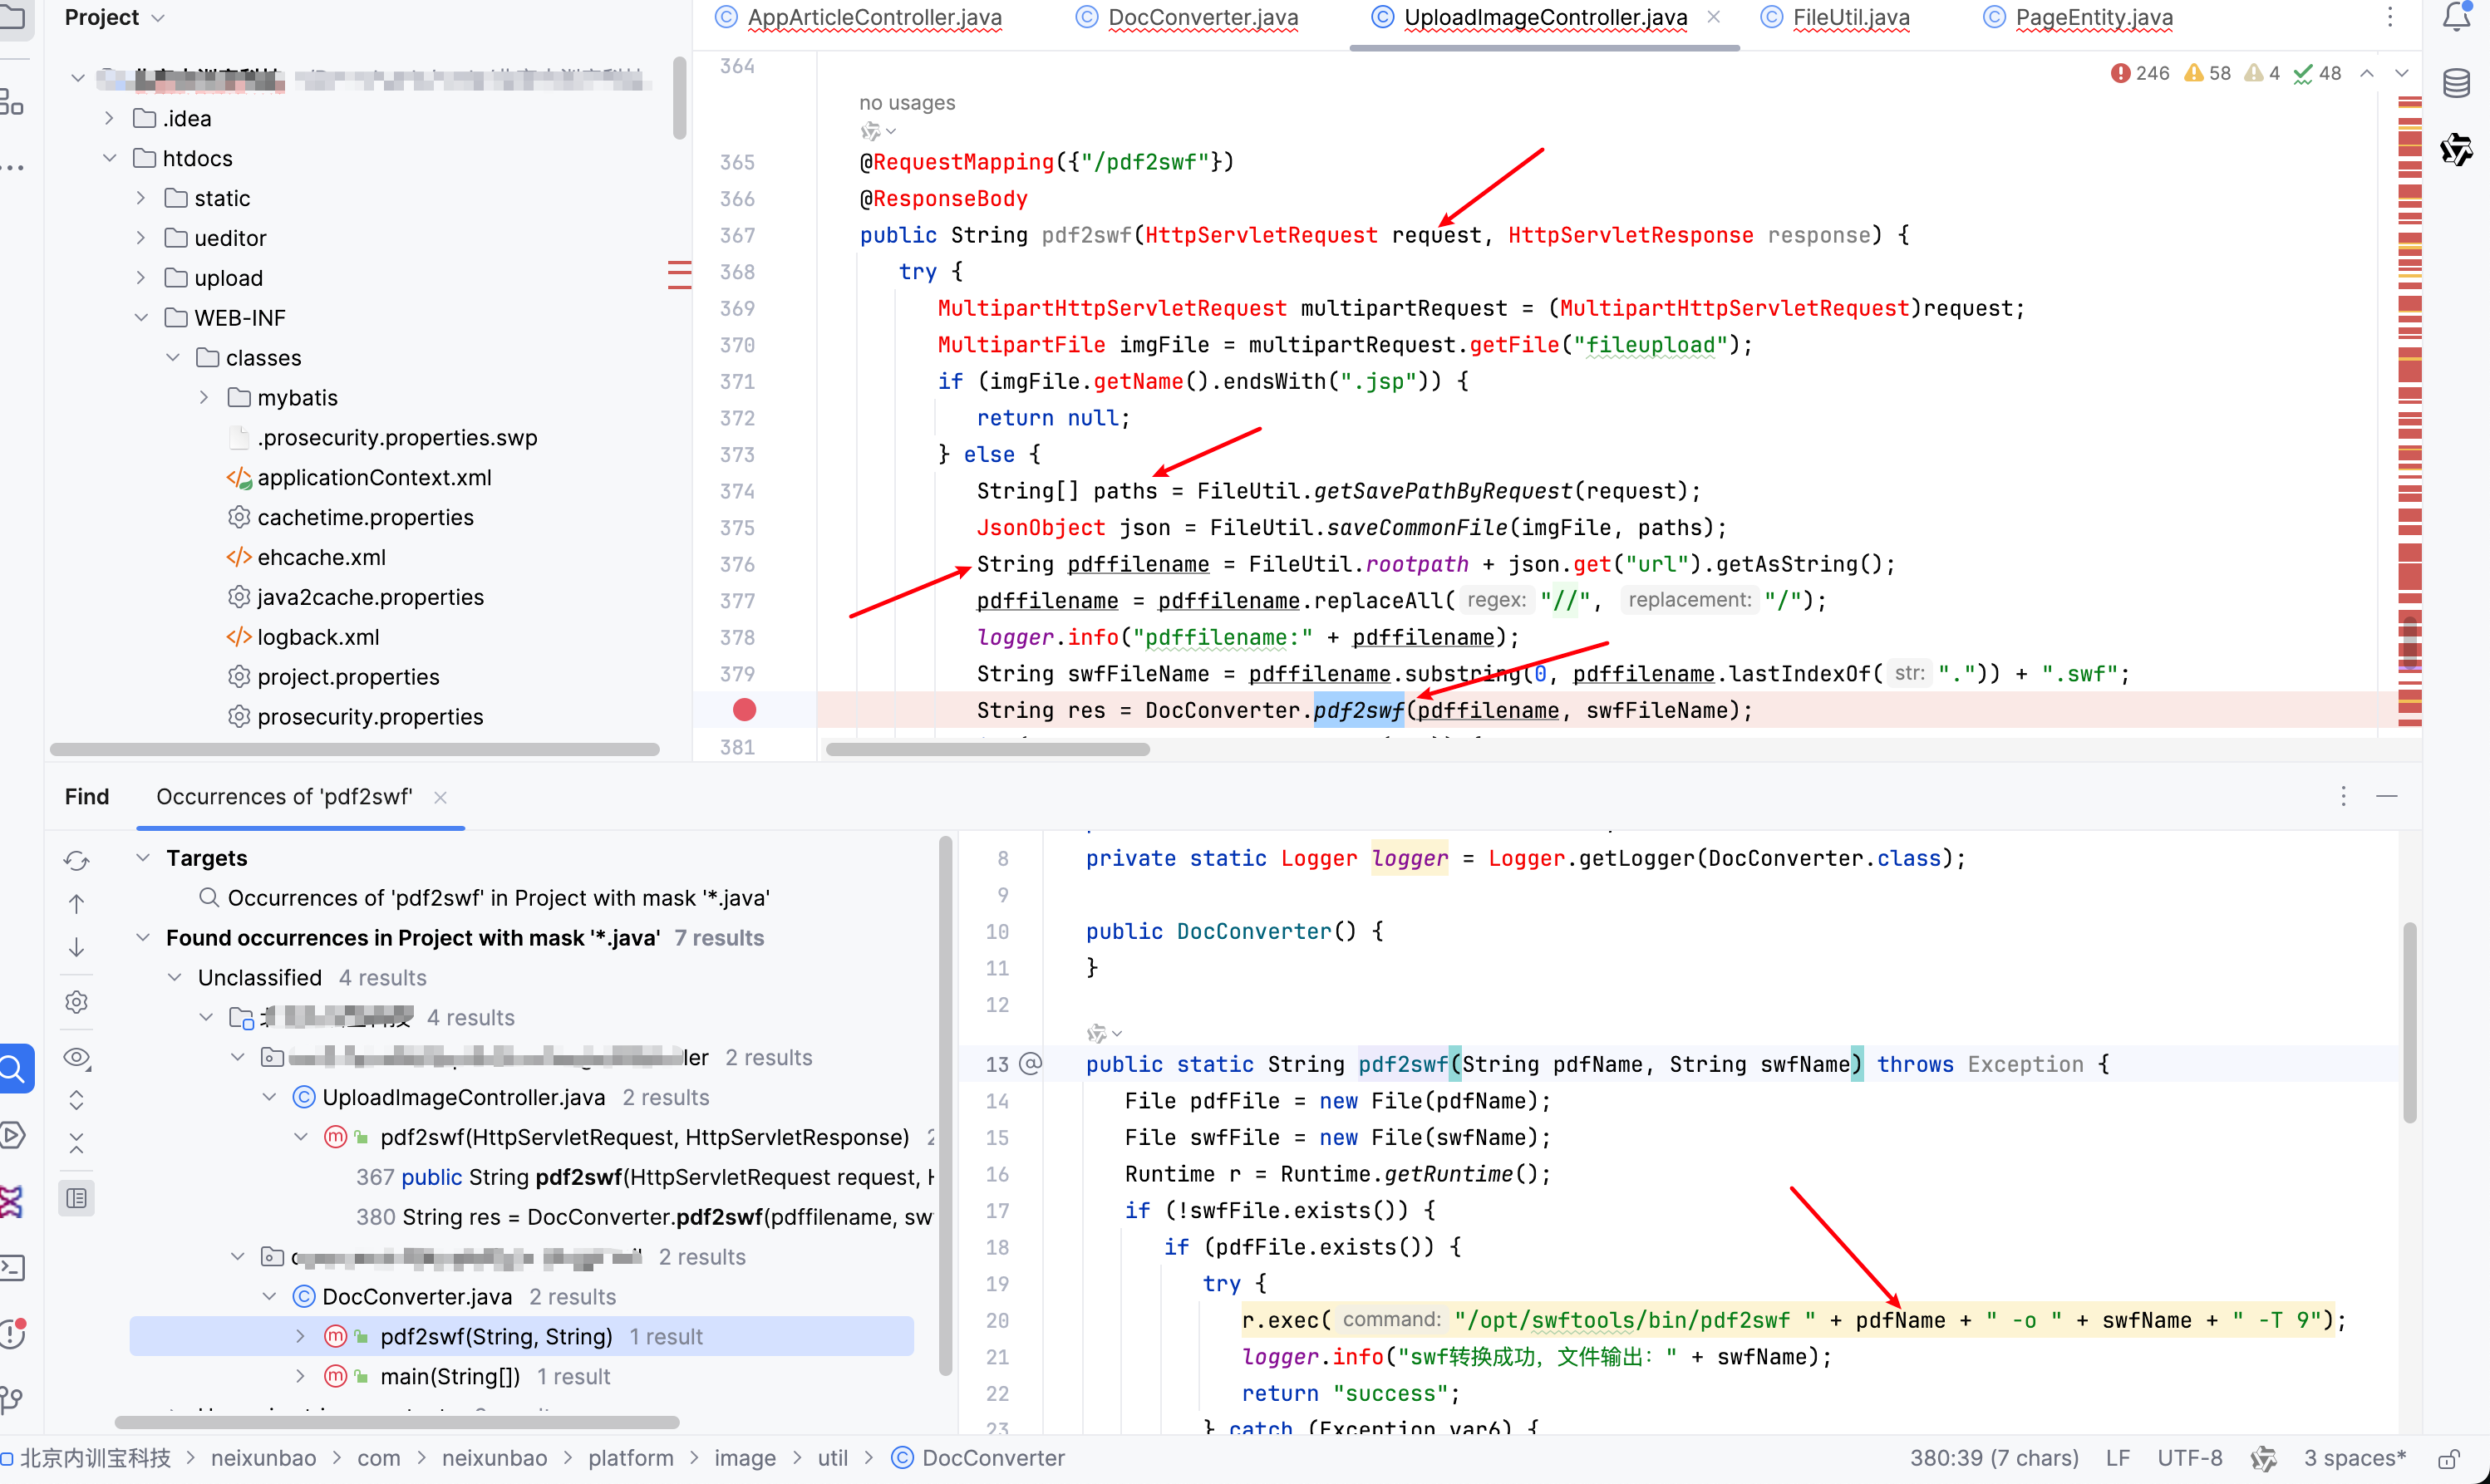 Project
AppArticleController.java
DocConverter.java
UploadImageController.java
FileUtil.java
PageEntity.java
.idea
htdocs
static
ueditor
upload
WEB-INF
classes
mybatis
.prosecurity.properties.swp
applicationContext.xml
cachetime.properties
ehcache.xml
java2cache.properties
logback.xml
project.properties
prosecurity.properties
246 58 4 48
364
no usages
365 @RequestMapping({"/pdf2swf"})
366 @ResponseBody
367 public String pdf2swf(HttpServletRequest request, HttpServletResponse response) {
368 try {
369 MultipartHttpServletRequest multipartRequest = (MultipartHttpServletRequest)request;
370 MultipartFile imgFile = multipartRequest.getFile("fileupload");
371 if (imgFile.getName().endsWith(".jsp")) {
372 return null;
373 } else {
374 String[] paths = FileUtil.getSavePathByRequest(request);
375 JsonObject json = FileUtil.saveCommonFile(imgFile, paths);
376 String pdffilename = FileUtil.rootpath + json.get("url").getAsString();
377 pdffilename = pdffilename.replaceAll( regex: "//", replacement: "/");
378 logger.info("pdffilename:" + pdffilename);
379 String swfFileName = pdffilename.substring(0, pdffilename.lastIndexOf( str: ".")) + ".swf";
String res = DocConverter.pdf2swf(pdffilename, swfFileName);
381
Find
Occurrences of 'pdf2swf'
Targets
Occurrences of 'pdf2swf' in Project with mask '*.java'
Found occurrences in Project with mask '*.java' 7 results
Unclassified 4 results
4 results
ler 2 results
UploadImageController.java 2 results
pdf2swf(HttpServletRequest, HttpServletResponse) 2
367 public String pdf2swf(HttpServletRequest request, H
380 String res = DocConverter.pdf2swf(pdffilename, sw
2 results
DocConverter.java 2 results
pdf2swf(String, String) 1 result
main(String[]) 1 result
8 private static Logger logger = Logger.getLogger(DocConverter.class);
9
10 public DocConverter() {
11 }
12
13 public static String pdf2swf(String pdfName, String swfName) throws Exception {
14 File pdfFile = new File(pdfName);
15 File swfFile = new File(swfName);
16 Runtime r = Runtime.getRuntime();
17 if (!swfFile.exists()) {
18 if (pdfFile.exists()) {
19 try {
20 r.exec( command: "/opt/swftools/bin/pdf2swf " + pdfName + " -o " + swfName + " -T 9");
21 logger.info("swf转换成功，文件输出：" + swfName);
22 return "success";
23 } catch (Exception var6) {
北京内训宝科技 > neixunbao > com > neixunbao > platform > image > util > DocConverter
380:39 (7 chars) LF UTF-8 3 spaces*